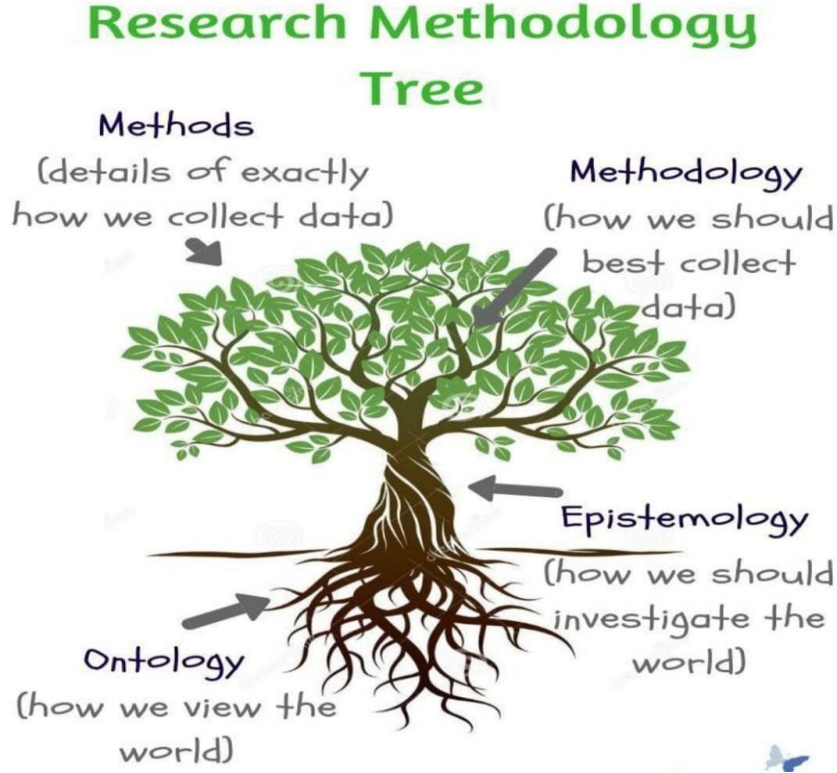 Research Methodology
Tree
Methods
(details of exactly
how we collect data)
Methodology
(how we should
best collect
data)
Epistemology
(how we should
investigate the
world)
Ontology
(how we view the
world)